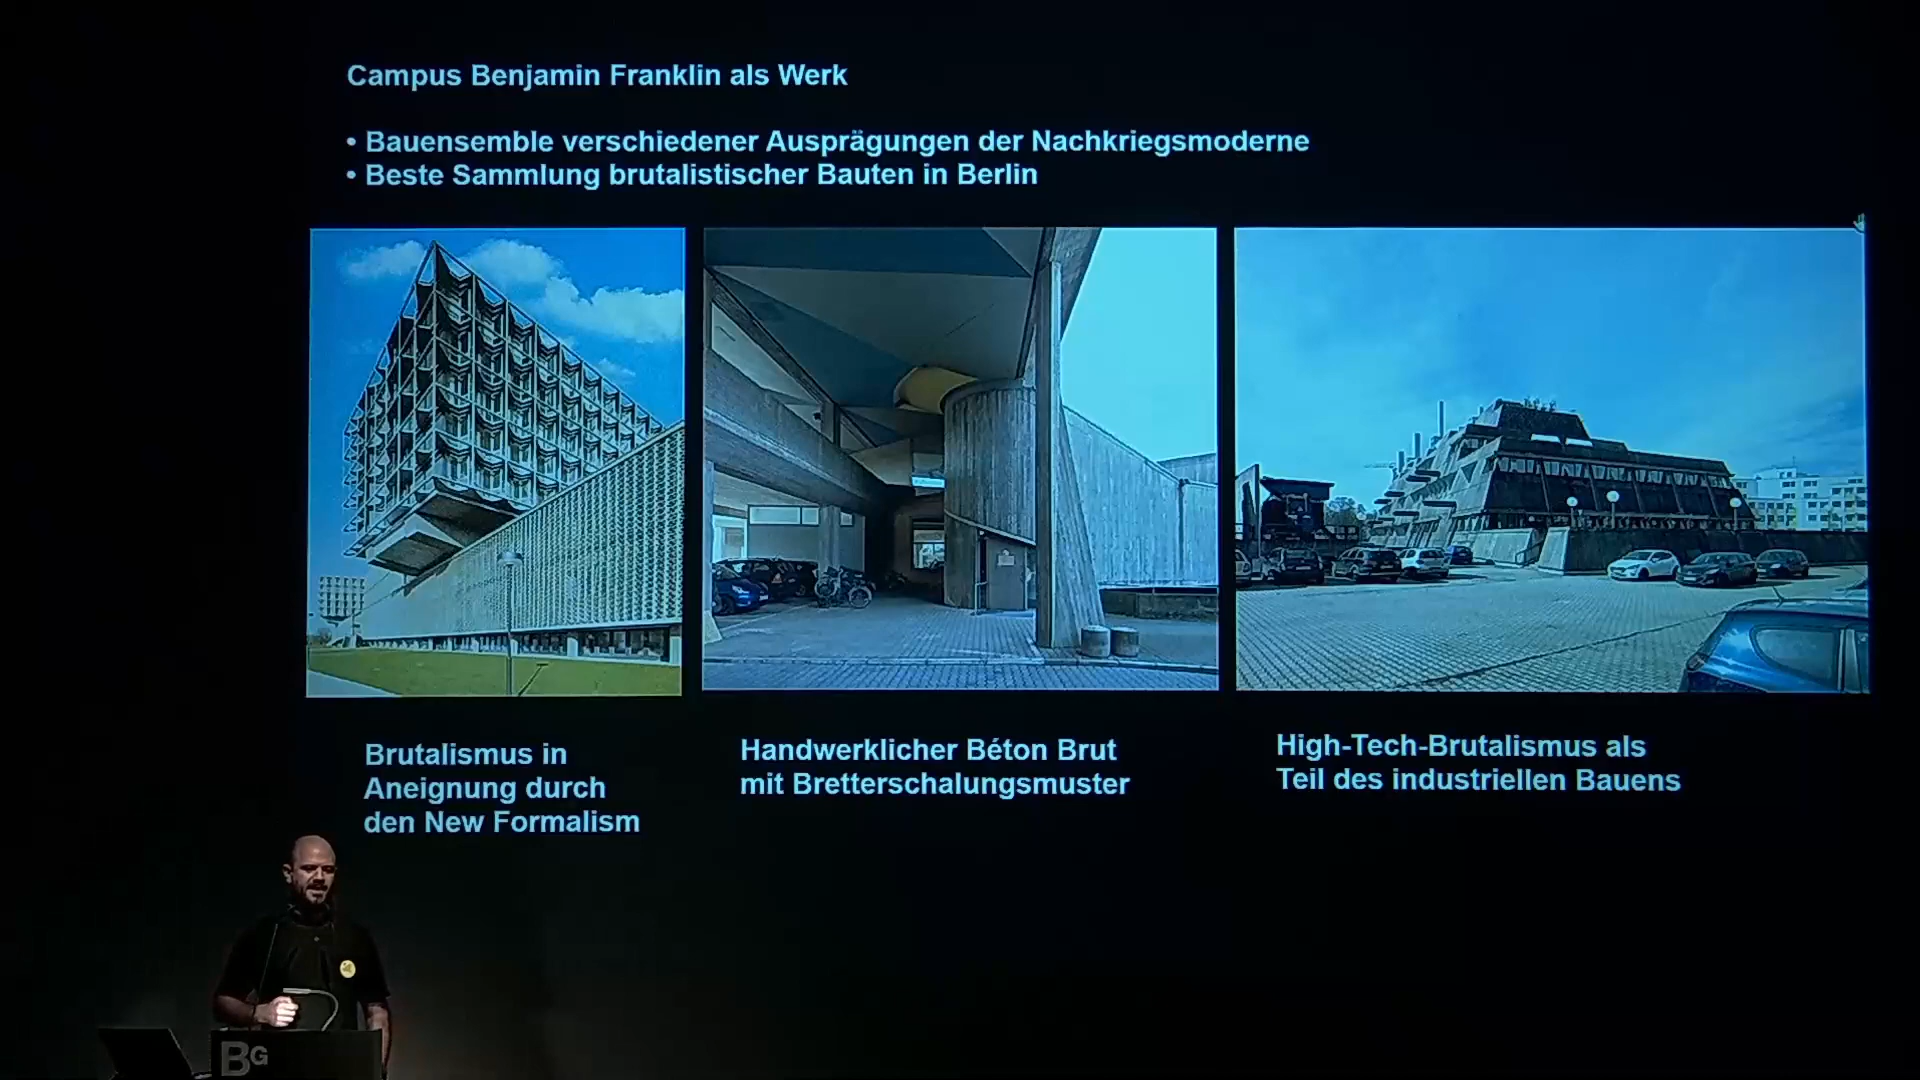 Campus Benjamin Franklin als Werk
• Bauensemble verschiedener Ausprägungen der Nachkriegsmoderne
• Beste Sammlung brutalistischer Bauten in Berlin
Brutalismus in
Aneignung durch
den New Formalism
Handwerklicher Béton Brut
mit Bretterschalungsmuster
High-Tech-Brutalismus als
Teil des industriellen Bauens
BG